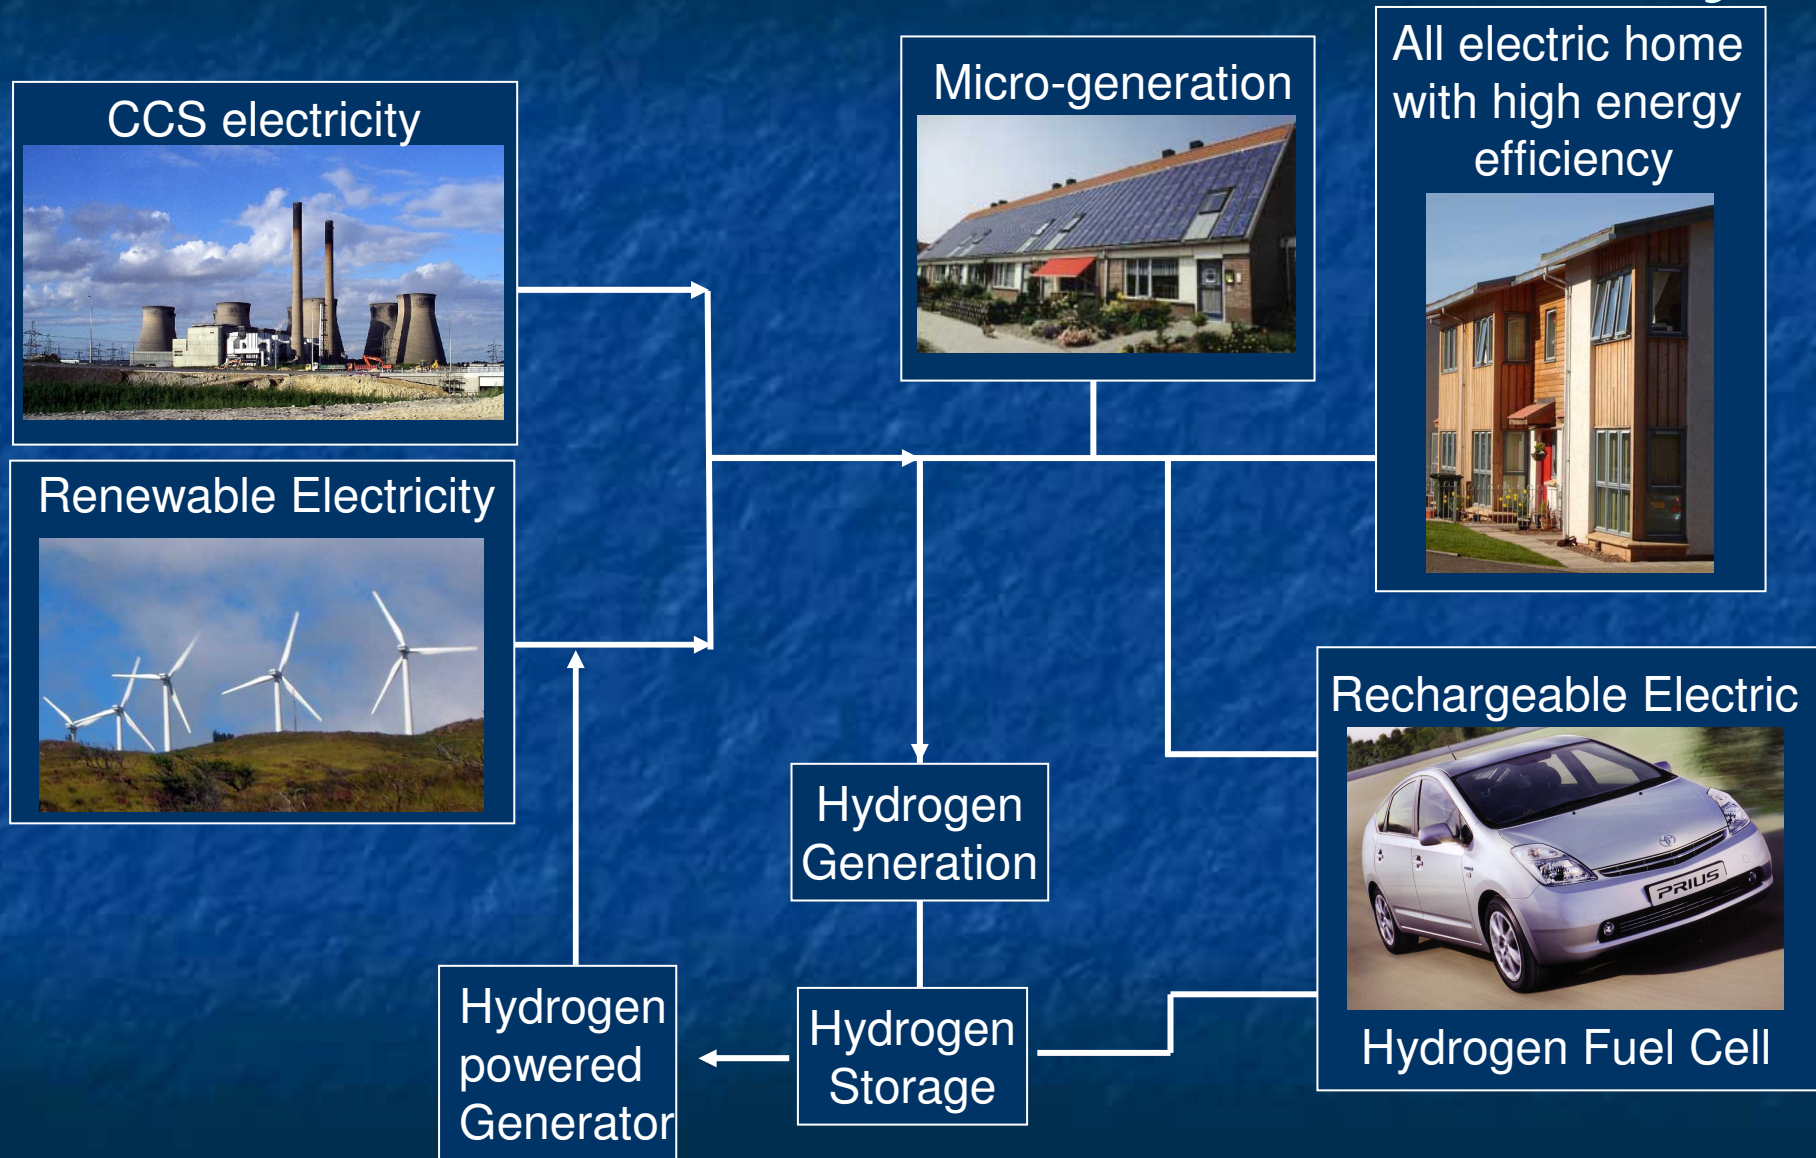 CCS electricity
Renewable Electricity
Micro-generation
All electric home
with high energy
efficiency
Rechargeable Electric
PRIUS
Hydrogen Fuel Cell
Hydrogen
Generation
Hydrogen
Storage
Hydrogen
powered
Generator